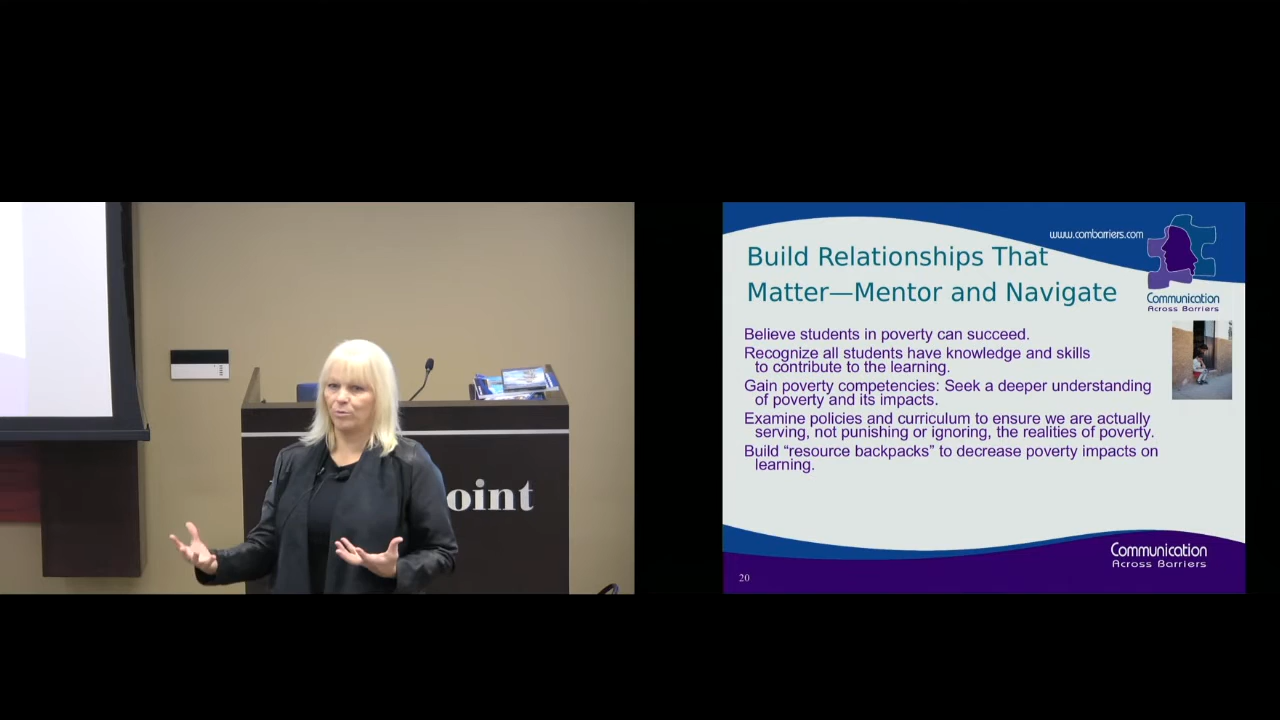 oint
www.combarriers.com
Build Relationships That
Matter—Mentor and Navigate
Communication
Across Barriers
Believe students in poverty can succeed.
Recognize all students have knowledge and skills
to contribute to the learning.
Gain poverty competencies: Seek a deeper understanding
of poverty and its impacts.
Examine policies and curriculum to ensure we are actually
serving, not punishing or ignoring, the realities of poverty.
Build “resource backpacks” to decrease poverty impacts on
learning.
Communication
Across Barriers
20